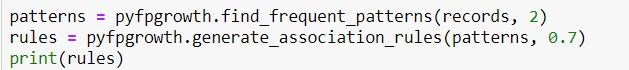 patterns = pyfpgrowth.find_frequent_patterns(records, 2)
rules = pyfpgrowth.generate_association_rules(patterns, 0.7)
print(rules)